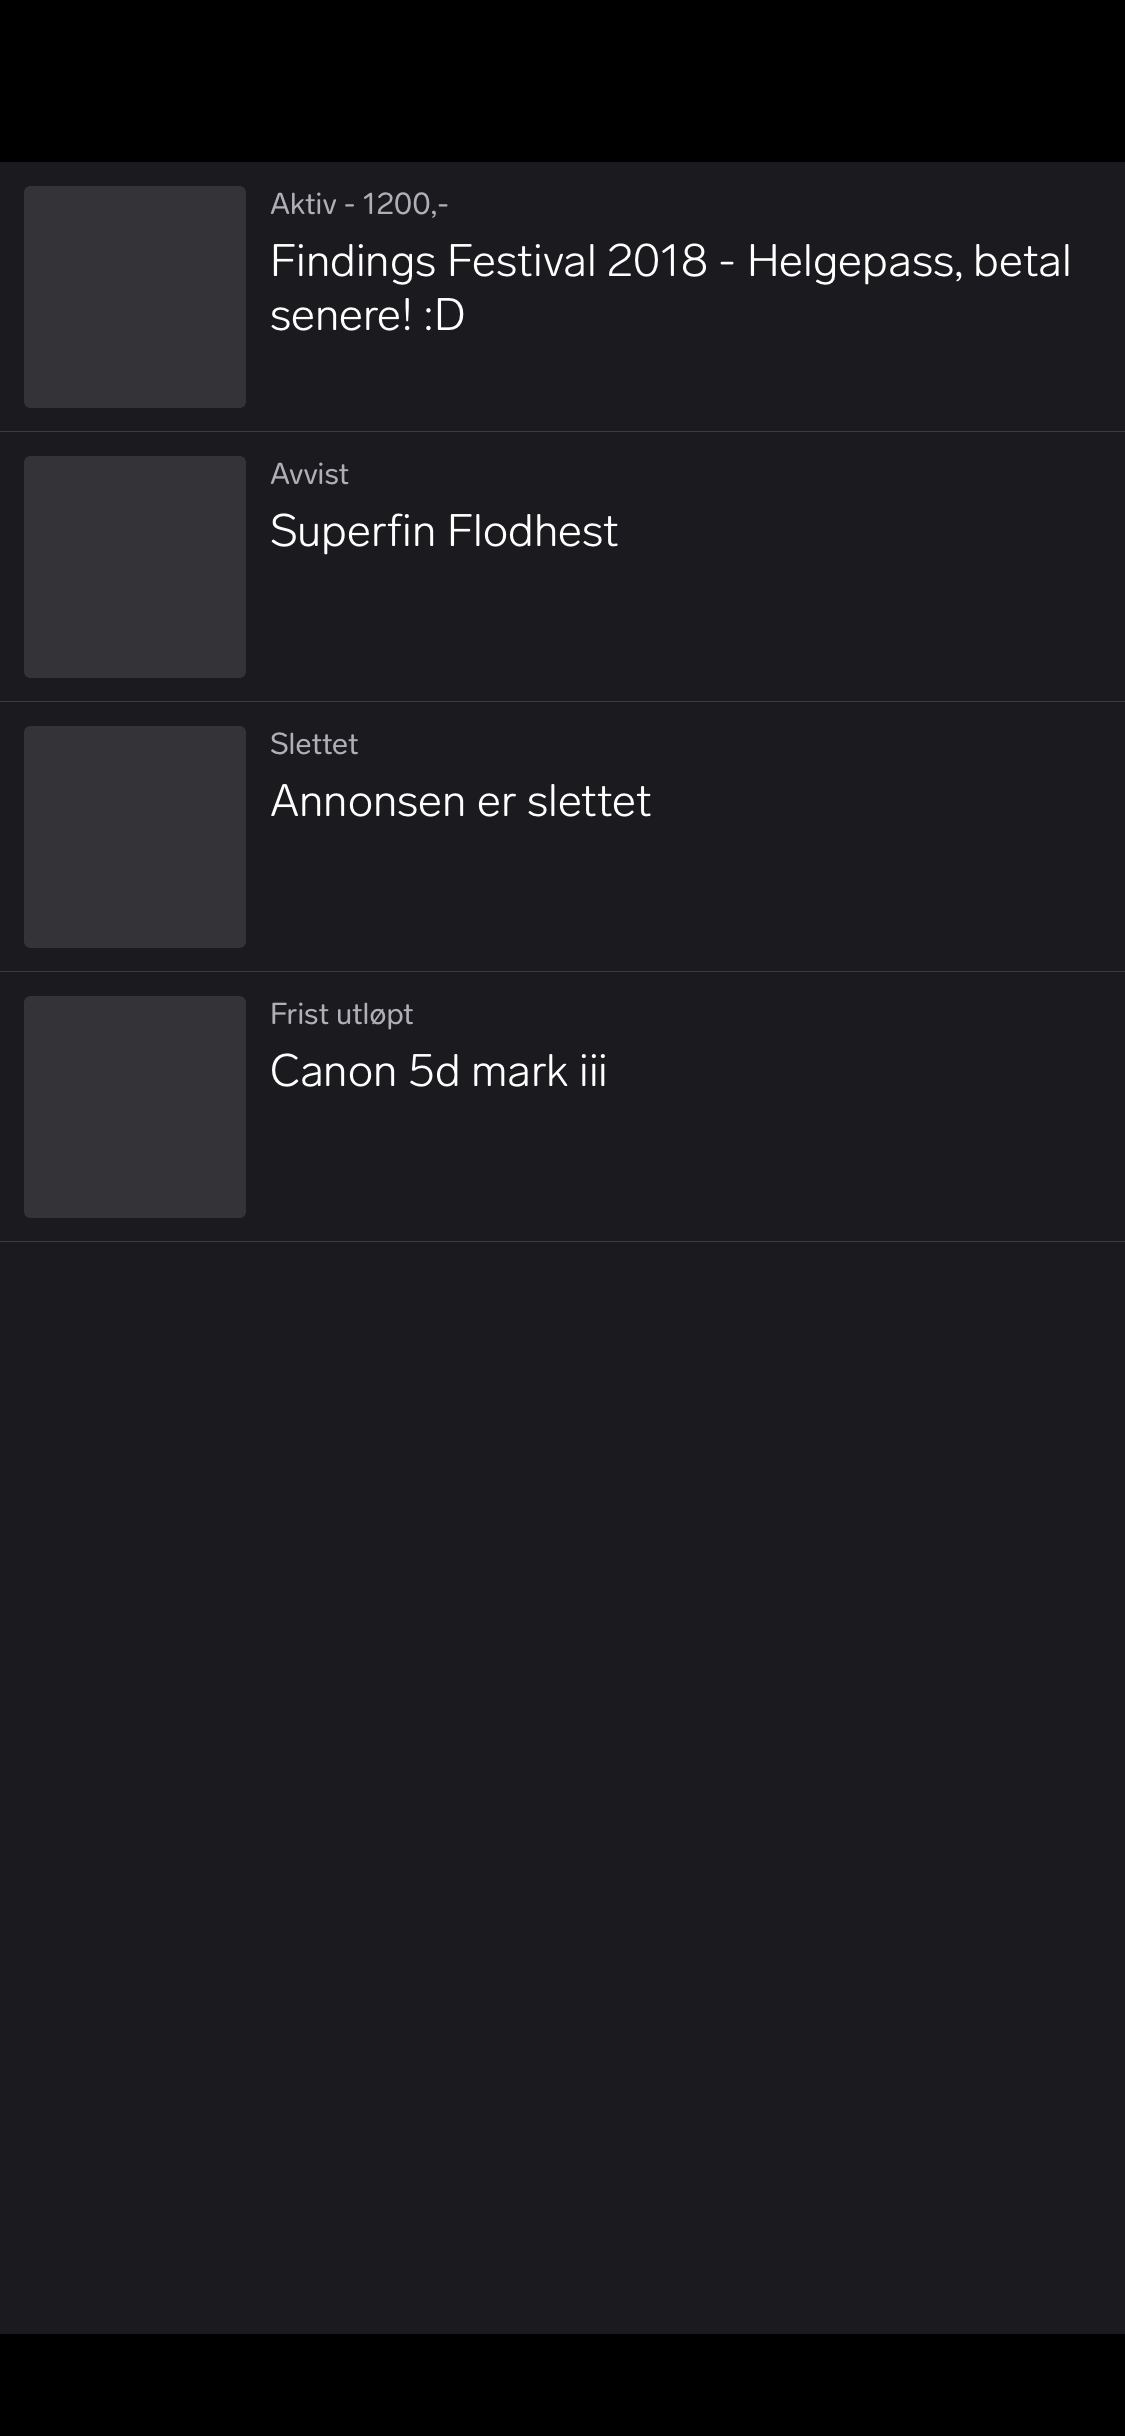 Aktiv - 1200,-
Findings Festival 2018 - Helgepass, betal
senere! :D
Avvist
Superfin Flodhest
Slettet
Annonsen er slettet
Frist utløpt
Canon 5d mark iii